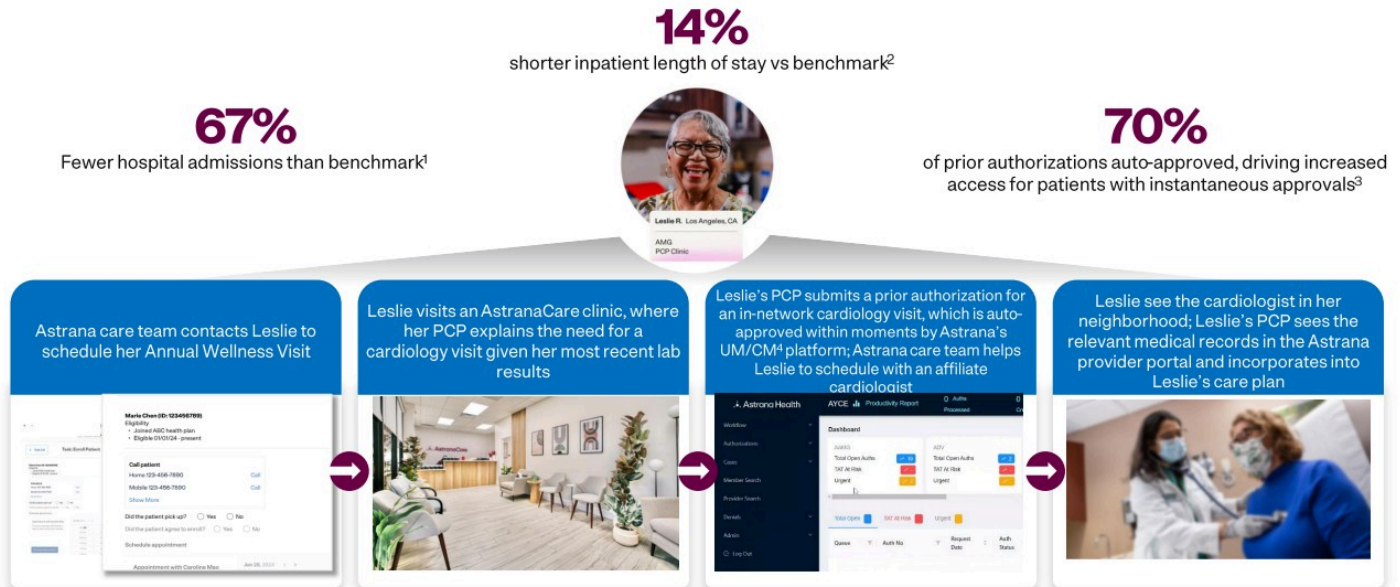 14%
shorter inpatient length of stay vs benchmark²
67%
Fewer hospital admissions than benchmark¹
70%
of prior authorizations auto-approved, driving increased
access for patients with instantaneous approvals³
Leslie R. Los Angeles, CA
AMG
PCP Clinic
Astrana care team contacts Leslie to
schedule her Annual Wellness Visit
Marie Chen (ID: 123456789)
Eligibility
• Joined ABC health plan
• Eligible 01/01/24 - present
Call patient
Home 123-456-7890 Call
Mobile 123-456-7890 Call
Show More
Did the patient pick up? Yes No
Did the patient agree to enroll? Yes No
Schedule appointment
Appointment with Caroline Mao
Leslie visits an AstranaCare clinic, where
her PCP explains the need for a
cardiology visit given her most recent lab
results
AstranaCare
Leslie's PCP submits a prior authorization for
an in-network cardiology visit, which is auto-
approved within moments by Astrana's
UM/CM⁴ platform; Astrana care team helps
Leslie to schedule with an affiliate
cardiologist
Astrana Health
AYCE Productivity Report
0 Auths
Processed
0
Workflow
Authorizations
Cases
Member Search
Provider Search
Denials
Admin
Log Out
Dashboard
Total Open Auths
TAT At Risk
Urgent
ADV
Total Open Auths
TAT At Risk
Urgent
Total Open TAT At Risk Urgent
Queue Auth No Request
Date Auth
Status
Leslie see the cardiologist in her
neighborhood; Leslie's PCP sees the
relevant medical records in the Astrana
provider portal and incorporates into
Leslie's care plan